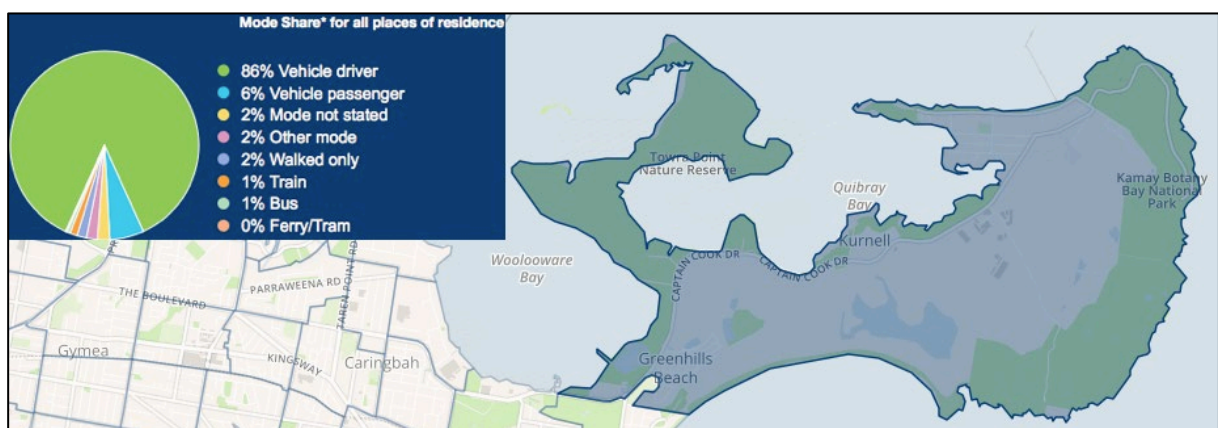 Mode Share* for all places of residence
86% Vehicle driver
6% Vehicle passenger
2% Mode not stated
2% Other mode
2% Walked only
1% Train
1% Bus
0% Ferry/Tram
Towra Point
Nature Reserve
Quibray
Bay
Kamay Botany
Bay National
Park
Kurnell
Woolooware
Bay
CAPTAIN COOK DR
CAPTAIN COOK DR
TAREN POINT RD
PARRAWEENA RD
THE BOULEVARD
Gymea
KINGSWAY
Caringbah
Greenhills
Beach